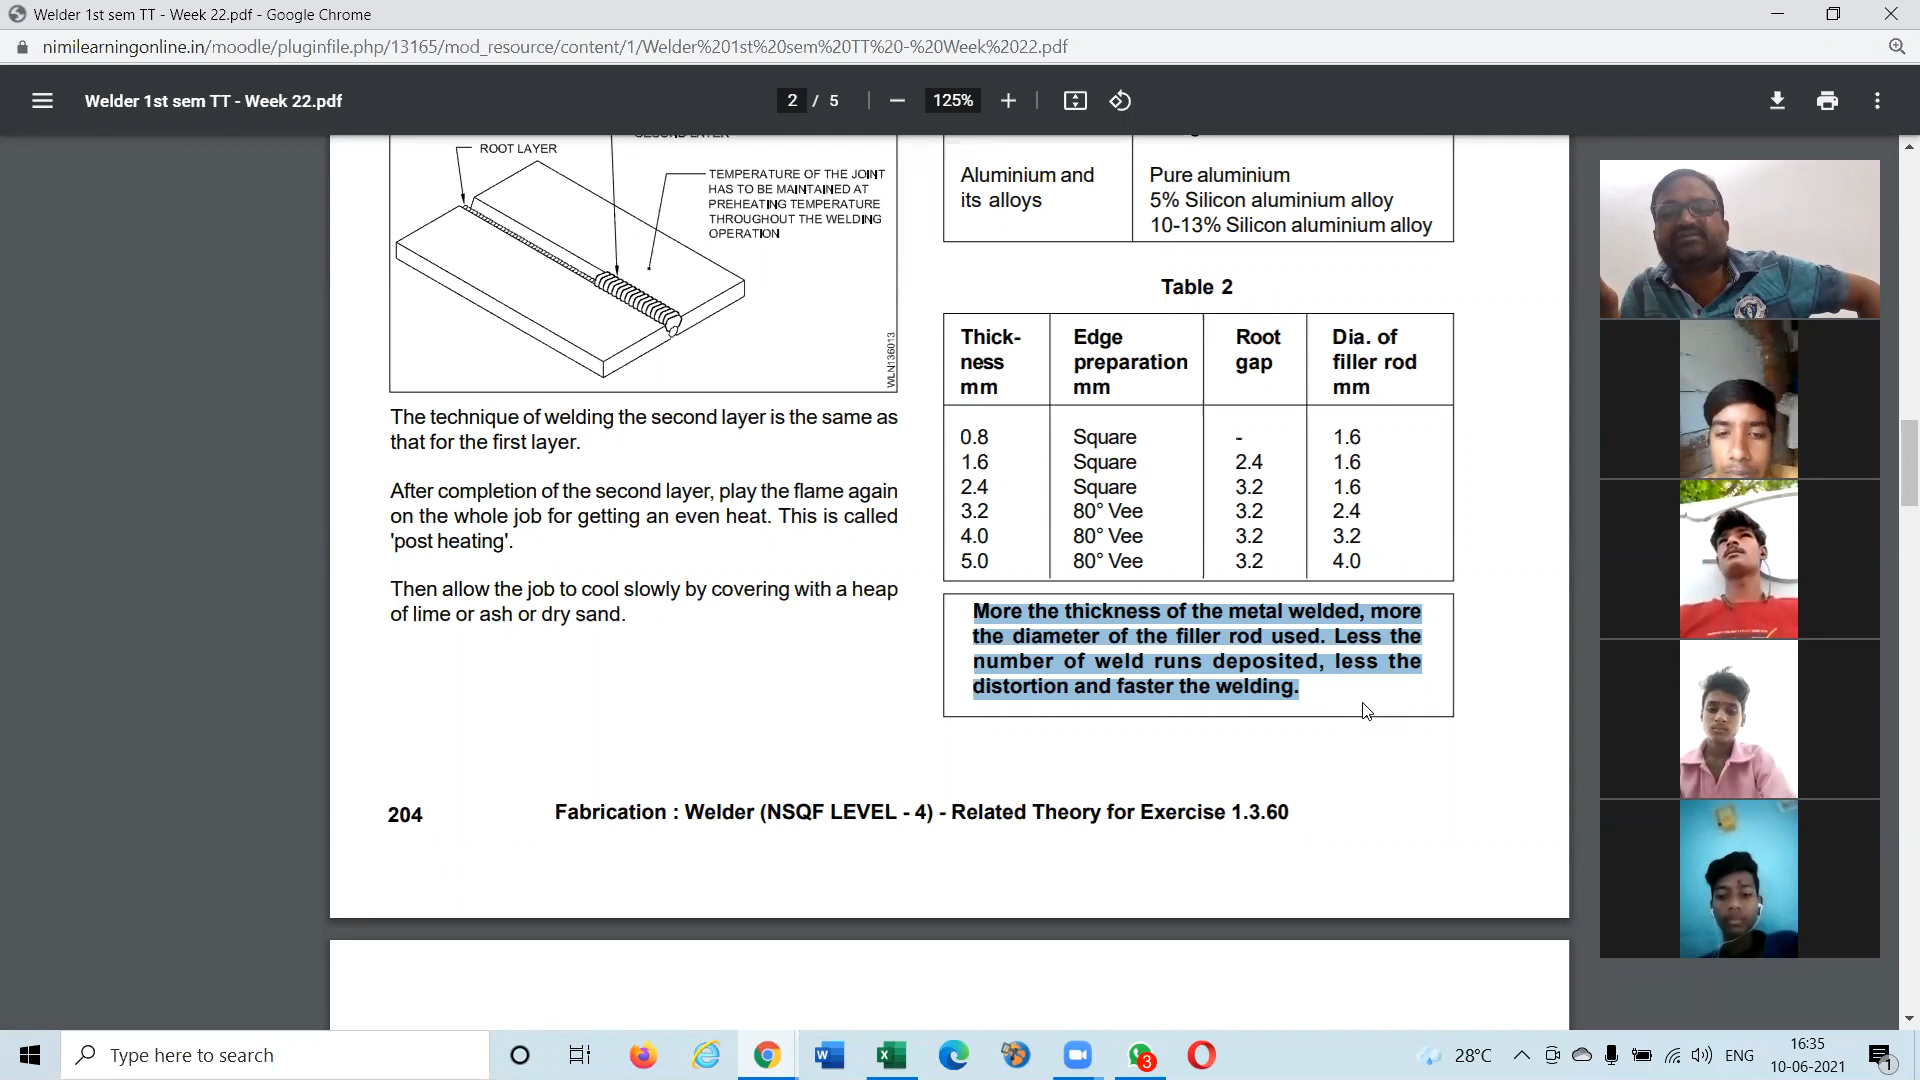 Welder 1st sem TT - Week 22.pdf - Google Chrome
nimilearningonline.in/moodle/pluginfile.php/13165/mod_resource/content/1/Welder%201st%20sem%20TT%20-%20Week%2022.pdf
Welder 1st sem TT - Week 22.pdf
2 / 5
125%
ROOT LAYER
SECOND LAYER
TEMPERATURE OF THE JOINT
HAS TO BE MAINTAINED AT
PREHEATING TEMPERATURE
THROUGHOUT THE WELDING
OPERATION
WLN136013
The technique of welding the second layer is the same as
that for the first layer.
After completion of the second layer, play the flame again
on the whole job for getting an even heat. This is called
'post heating'.
Then allow the job to cool slowly by covering with a heap
of lime or ash or dry sand.
Aluminium and
its alloys
Pure aluminium
5% Silicon aluminium alloy
10-13% Silicon aluminium alloy
Table 2
Thick-
ness
mm
Edge
preparation
mm
Root
gap
Dia. of
filler rod
mm
0.8 Square - 1.6
1.6 Square 2.4 1.6
2.4 Square 3.2 1.6
3.2 80° Vee 3.2 2.4
4.0 80° Vee 3.2 3.2
5.0 80° Vee 3.2 4.0
More the thickness of the metal welded, more
the diameter of the filler rod used. Less the
number of weld runs deposited, less the
distortion and faster the welding.
204
Fabrication : Welder (NSQF LEVEL - 4) - Related Theory for Exercise 1.3.60
Type here to search
3
28°C
ENG
16:35
10-06-2021
1